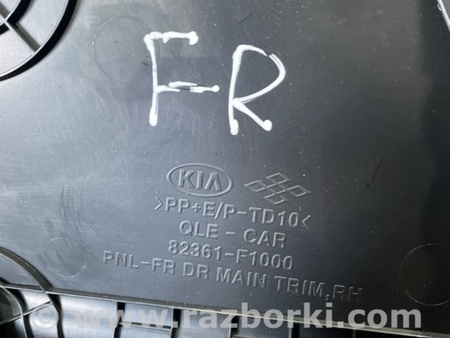 FR
KIA
>PP+E/P-TD10<
QLE - CAR
82361-F1000
PNL-FR DR MAIN TRIM,RH
www.razborki.com